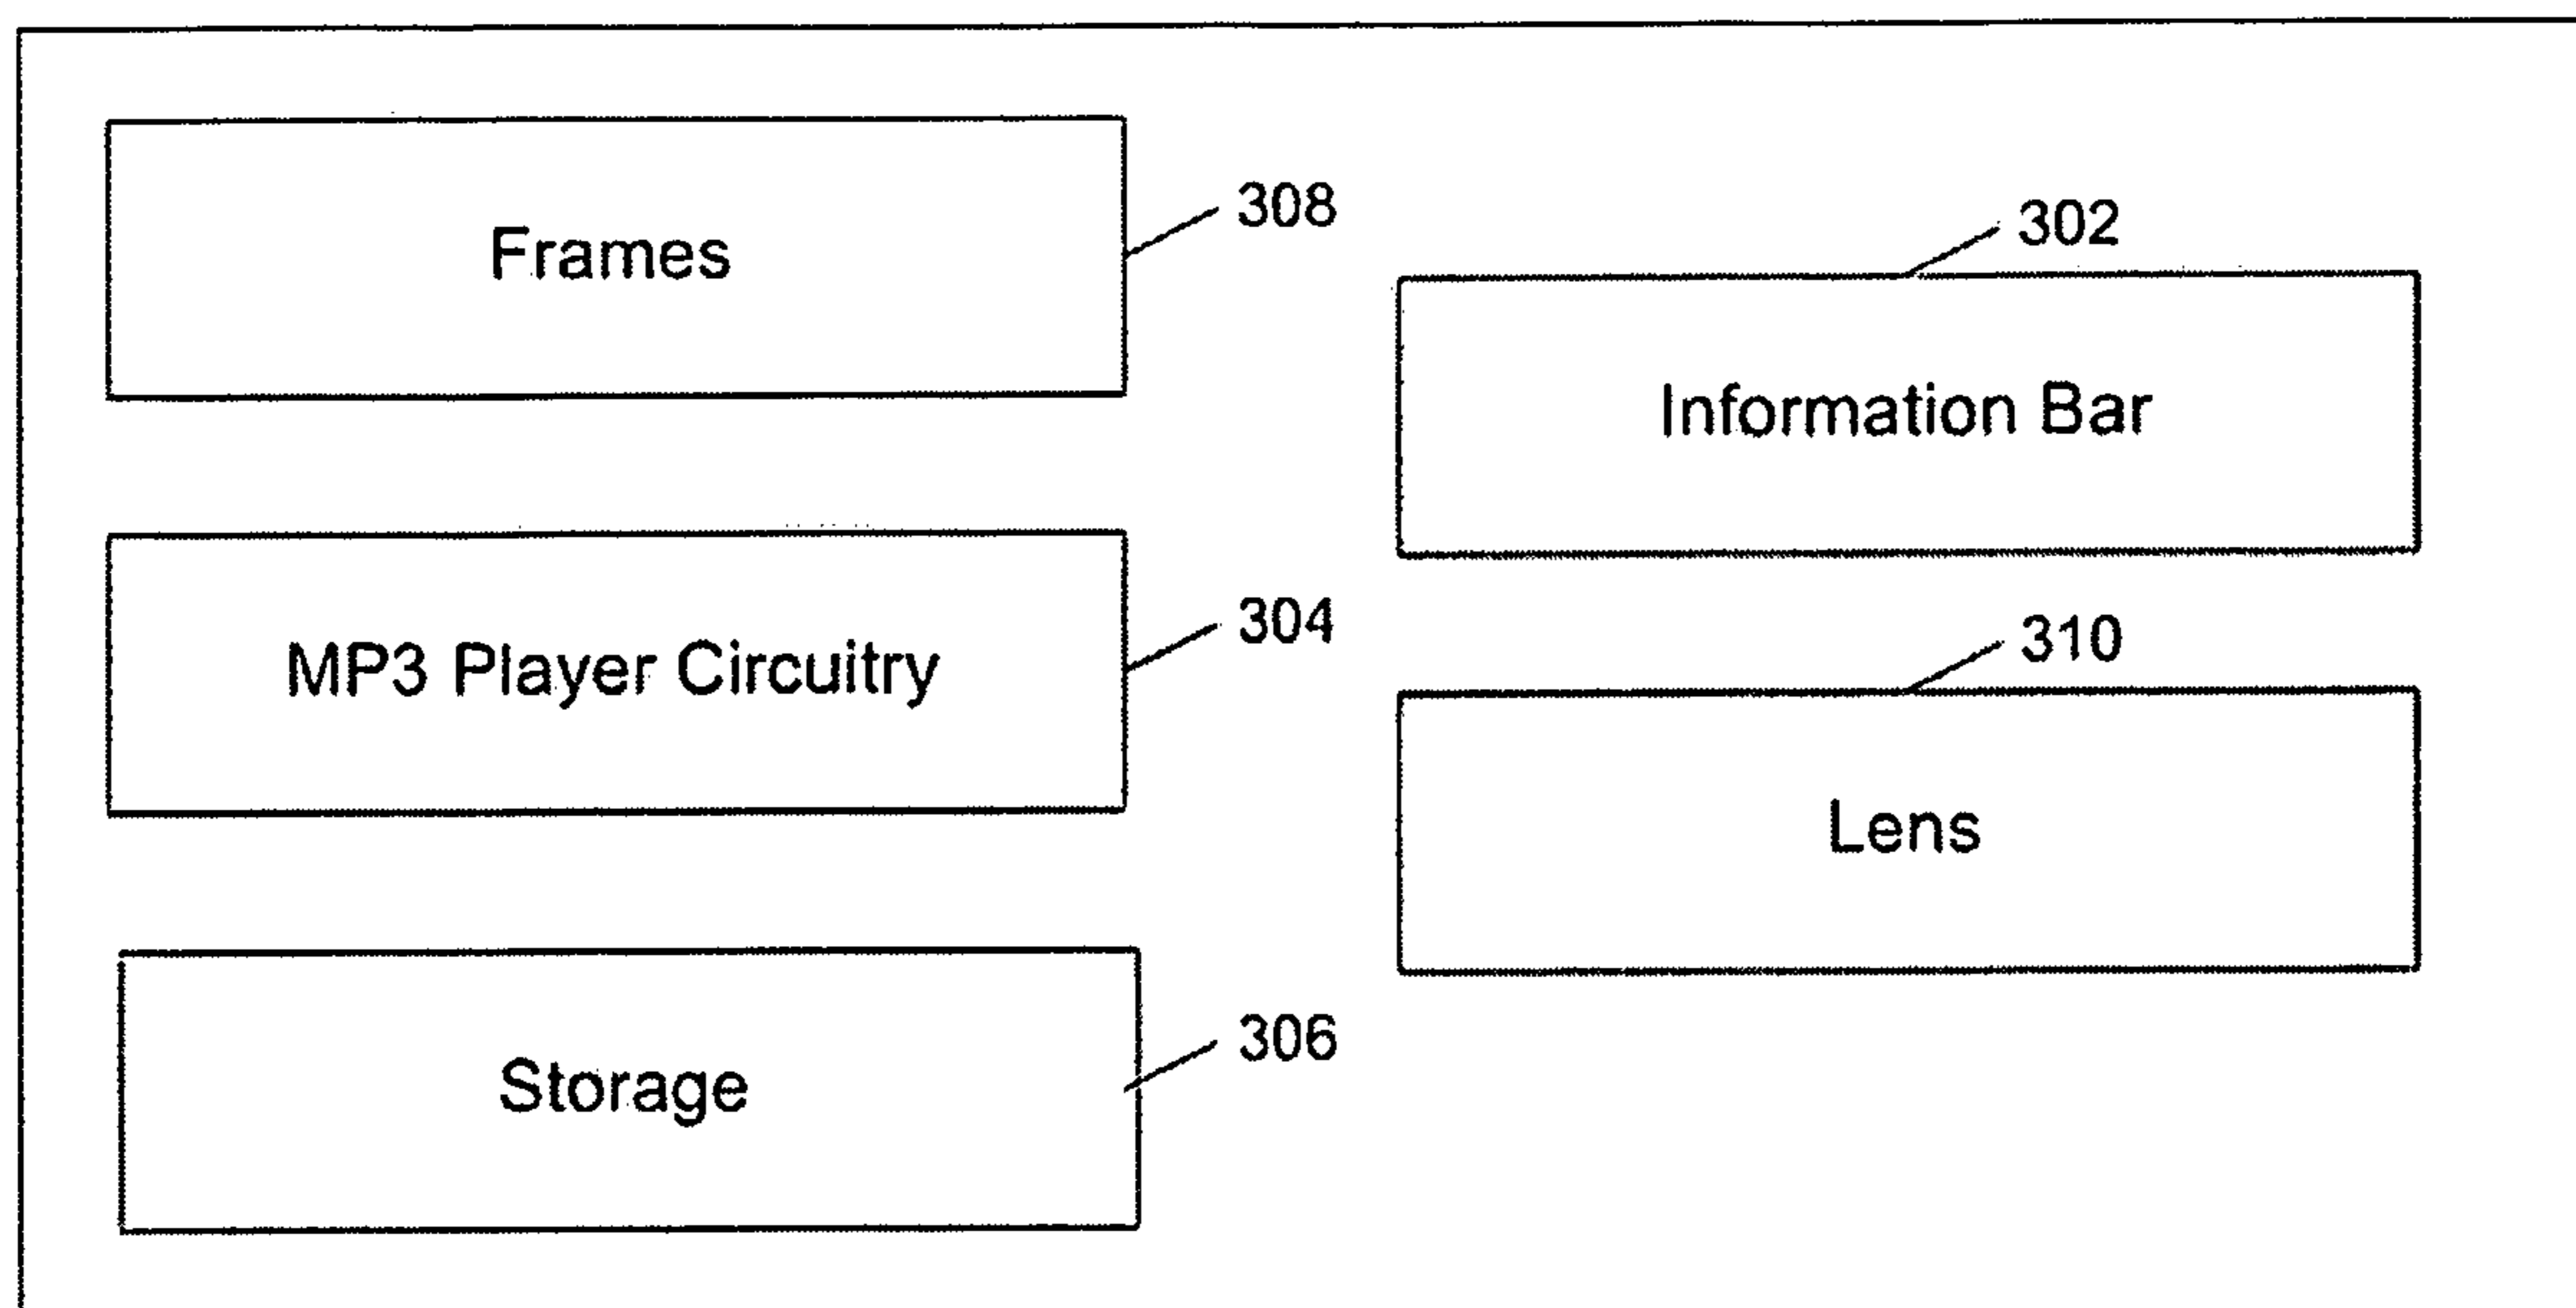 Frames
308
302
Information Bar
MP3 Player Circuitry
304
310
Lens
Storage
306